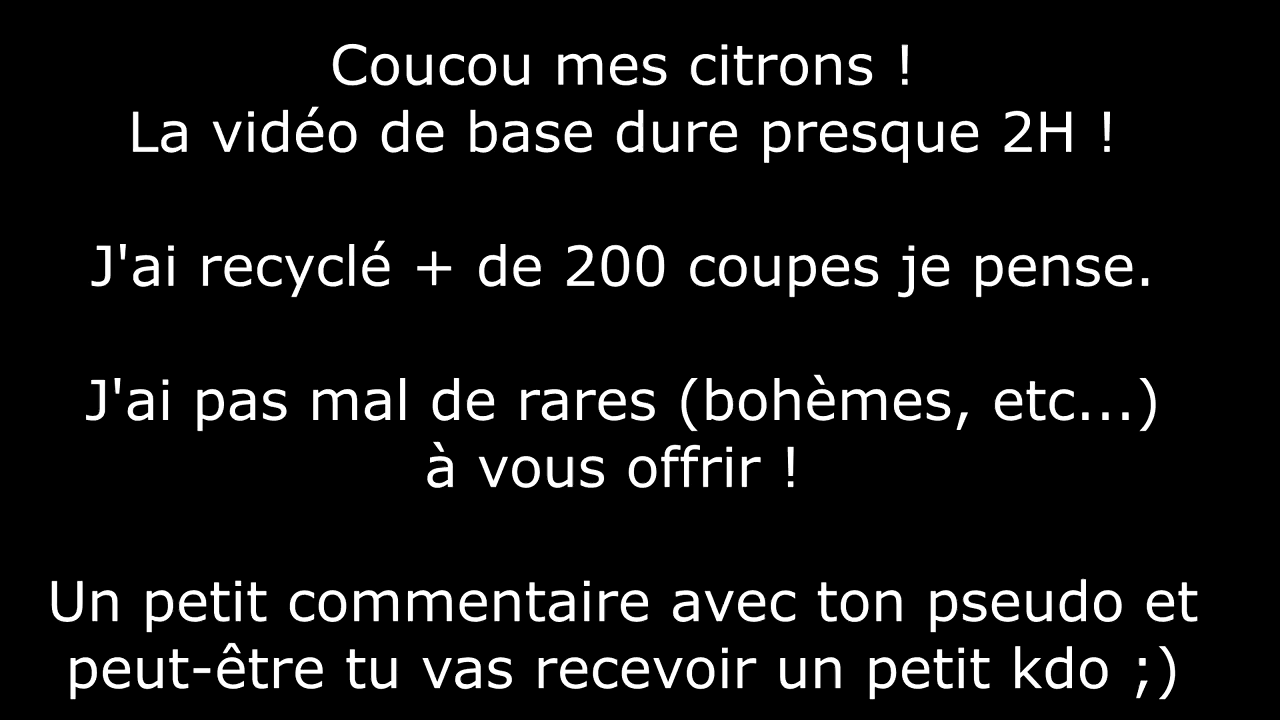 Coucou mes citrons !
La vidéo de base dure presque 2H !
J'ai recyclé + de 200 coupes je pense.
J'ai pas mal de rares (bohèmes, etc...)
à vous offrir !
Un petit commentaire avec ton pseudo et
peut-être tu vas recevoir un petit kdo ;)